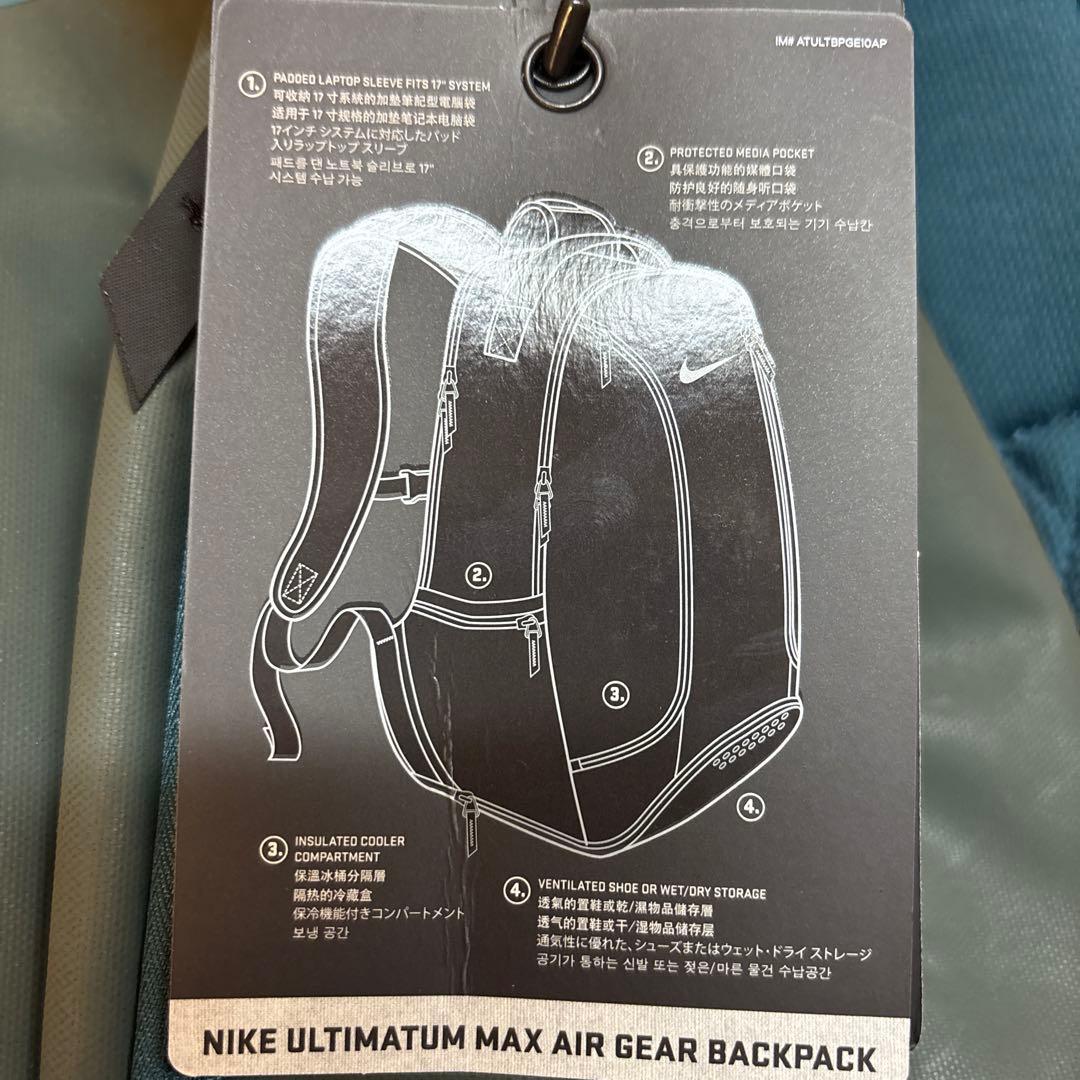 IM# ATULTBPGE10AP
1.
PADDED LAPTOP SLEEVE FITS 17" SYSTEM
可收納 17 寸系統的加墊筆記型電腦袋
适用于 17 寸规格的加垫笔记本电脑袋
17インチ システムに対応したパッド
入りラップトップ スリーブ
패드를 댄 노트북 슬리브로 17"
시스템 수납 가능
2.
PROTECTED MEDIA POCKET
具保護功能的媒體口袋
防护良好的随身听口袋
耐衝撃性のメディアポケット
충격으로부터 보호되는 기기 수납칸
2.
3.
4.
3.
INSULATED COOLER
COMPARTMENT
保溫冰桶分隔層
隔热的冷藏盒
保冷機能付きコンパートメント
보냉 공간
4.
VENTILATED SHOE OR WET/DRY STORAGE
透氣的置鞋或乾/濕物品儲存層
透气的置鞋或干/湿物品储存层
通気性に優れた、シューズまたはウェット・ドライ ストレージ
공기가 통하는 신발 또는 젖은/마른 물건 수납공간
NIKE ULTIMATUM MAX AIR GEAR BACKPACK